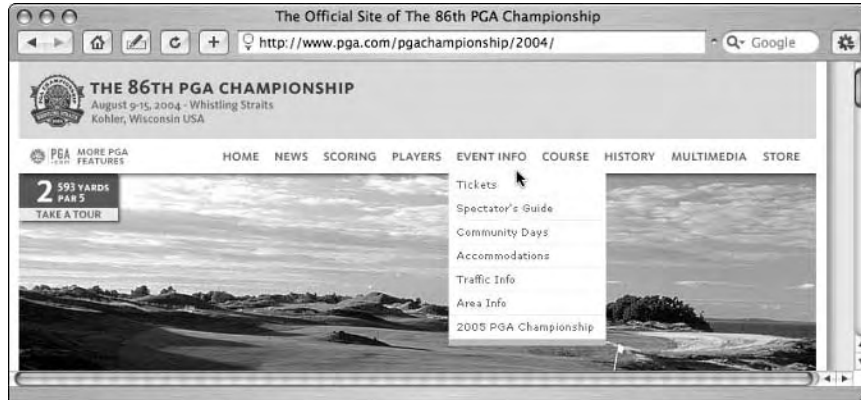 The Official Site of The 86th PGA Championship
http://www.pga.com/pgachampionship/2004/
Google
THE 86TH PGA CHAMPIONSHIP
August 9-15, 2004 - Whistling Straits
Kohler, Wisconsin USA
PGA .com MORE PGA FEATURES
HOME NEWS SCORING PLAYERS EVENT INFO COURSE HISTORY MULTIMEDIA STORE
2 593 YARDS
PAR 5
TAKE A TOUR
Tickets
Spectator's Guide
Community Days
Accommodations
Traffic Info
Area Info
2005 PGA Championship